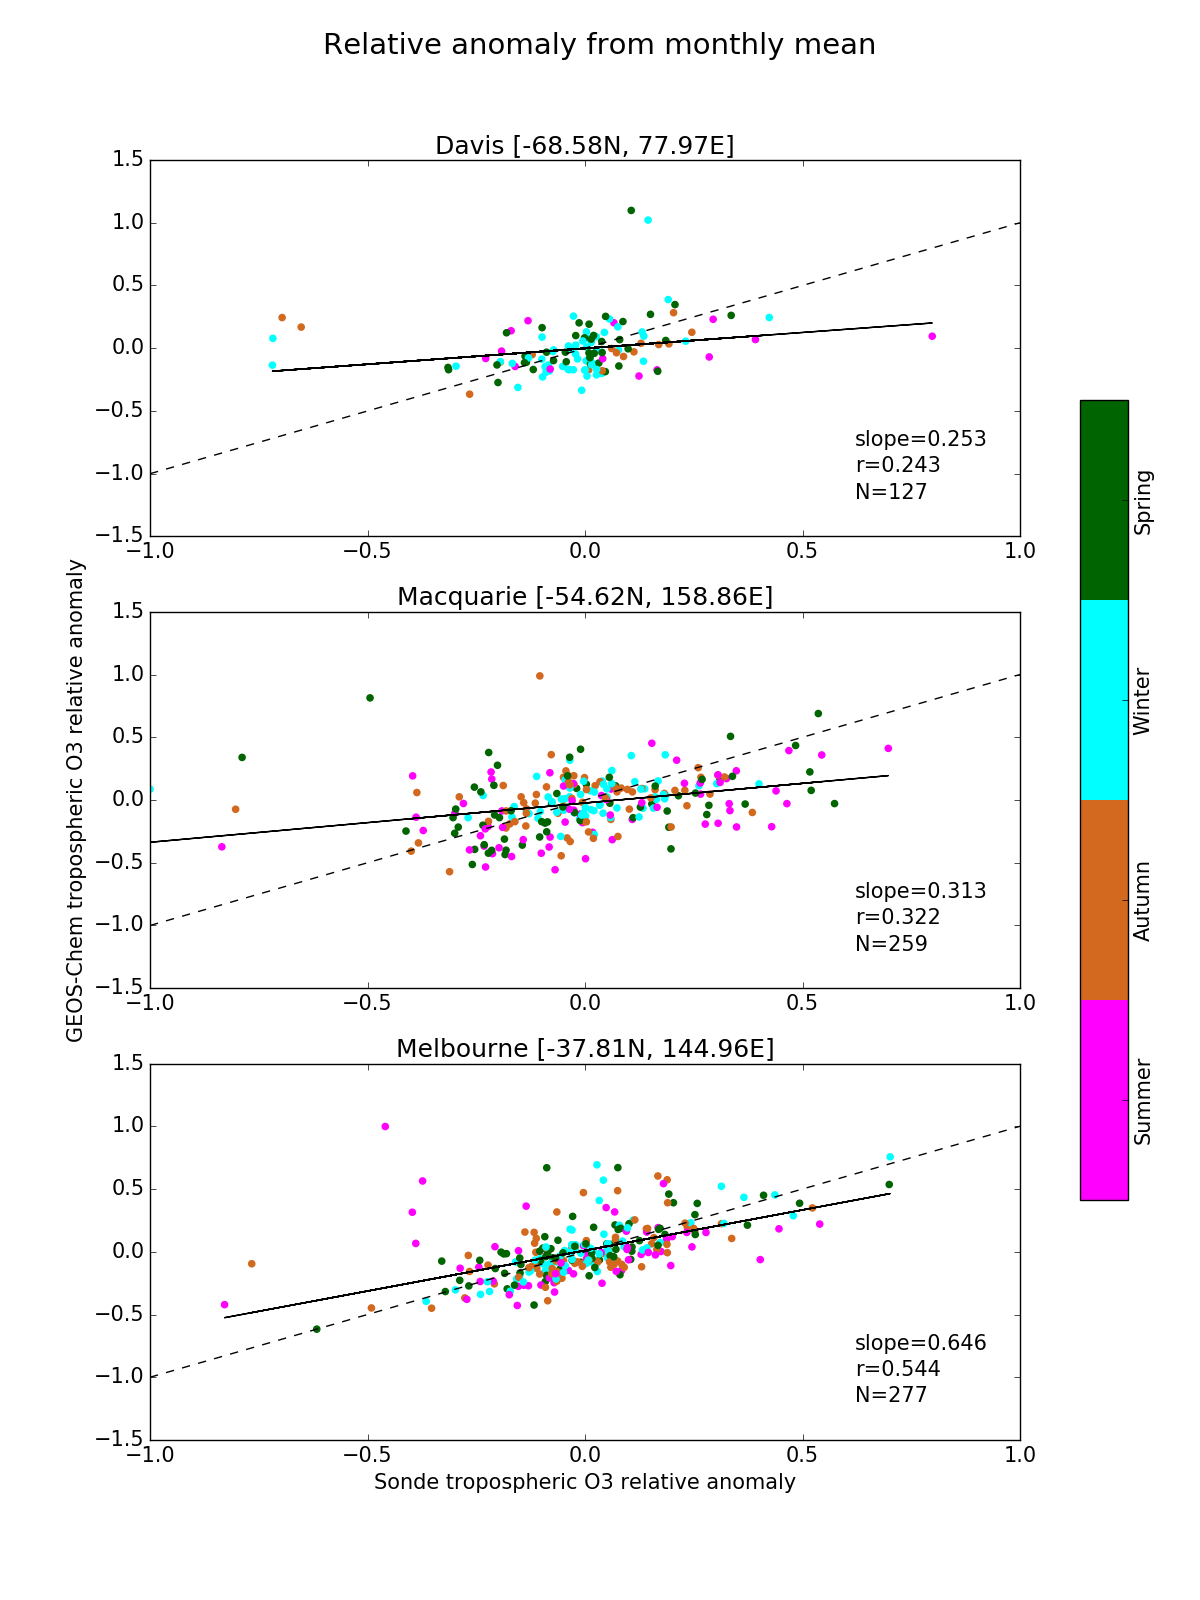 Relative anomaly from monthly mean
Davis [-68.58N, 77.97E]
1.5
1.0
0.5
0.0
−0.5
−1.0
−1.5
slope=0.253
r=0.243
N=127
−1.0 −0.5 0.0 0.5 1.0
Macquarie [-54.62N, 158.86E]
1.5
1.0
0.5
0.0
−0.5
−1.0
−1.5
slope=0.313
r=0.322
N=259
−1.0 −0.5 0.0 0.5 1.0
GEOS-Chem tropospheric O3 relative anomaly
Melbourne [-37.81N, 144.96E]
1.5
1.0
0.5
0.0
−0.5
−1.0
−1.5
slope=0.646
r=0.544
N=277
−1.0 −0.5 0.0 0.5 1.0
Sonde tropospheric O3 relative anomaly
Spring
Winter
Autumn
Summer